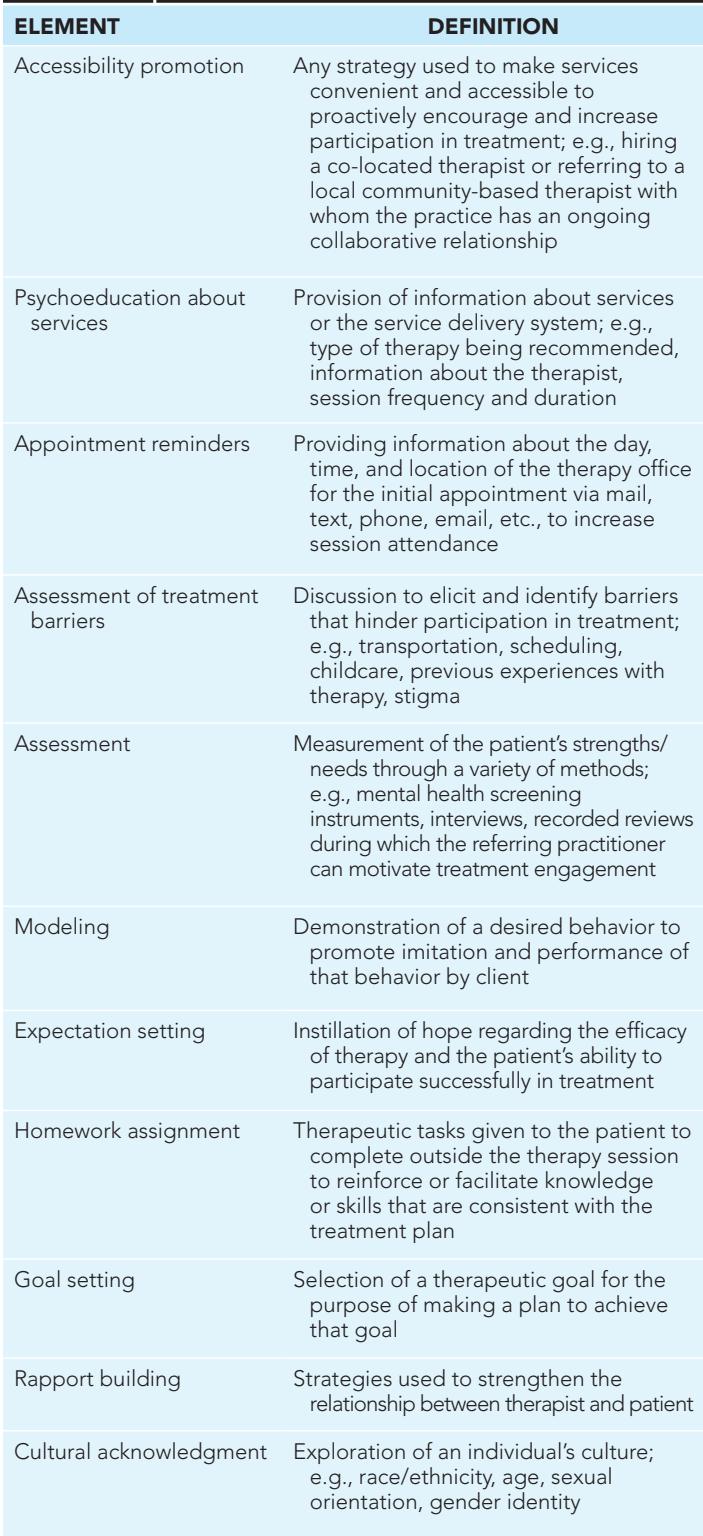 ELEMENT DEFINITION
Accessibility promotion Any strategy used to make services
convenient and accessible to
proactively encourage and increase
participation in treatment; e.g., hiring
a co-located therapist or referring to a
local community-based therapist with
whom the practice has an ongoing
collaborative relationship
Psychoeducation about Provision of information about services
services or the service delivery system; e.g.,
type of therapy being recommended,
information about the therapist,
session frequency and duration
Appointment reminders Providing information about the day,
time, and location of the therapy office
for the initial appointment via mail,
text, phone, email, etc., to increase
session attendance
Assessment of treatment Discussion to elicit and identify barriers
barriers that hinder participation in treatment;
e.g., transportation, scheduling,
childcare, previous experiences with
therapy, stigma
Assessment Measurement of the patient's strengths/
needs through a variety of methods;
e.g., mental health screening
instruments, interviews, recorded reviews
during which the referring practitioner
can motivate treatment engagement
Modeling Demonstration of a desired behavior to
promote imitation and performance of
that behavior by client
Expectation setting Instillation of hope regarding the efficacy
of therapy and the patient's ability to
participate successfully in treatment
Homework assignment Therapeutic tasks given to the patient to
complete outside the therapy session
to reinforce or facilitate knowledge
or skills that are consistent with the
treatment plan
Goal setting Selection of a therapeutic goal for the
purpose of making a plan to achieve
that goal
Rapport building Strategies used to strengthen the
relationship between therapist and patient
Cultural acknowledgment Exploration of an individual's culture;
e.g., race/ethnicity, age, sexual
orientation, gender identity